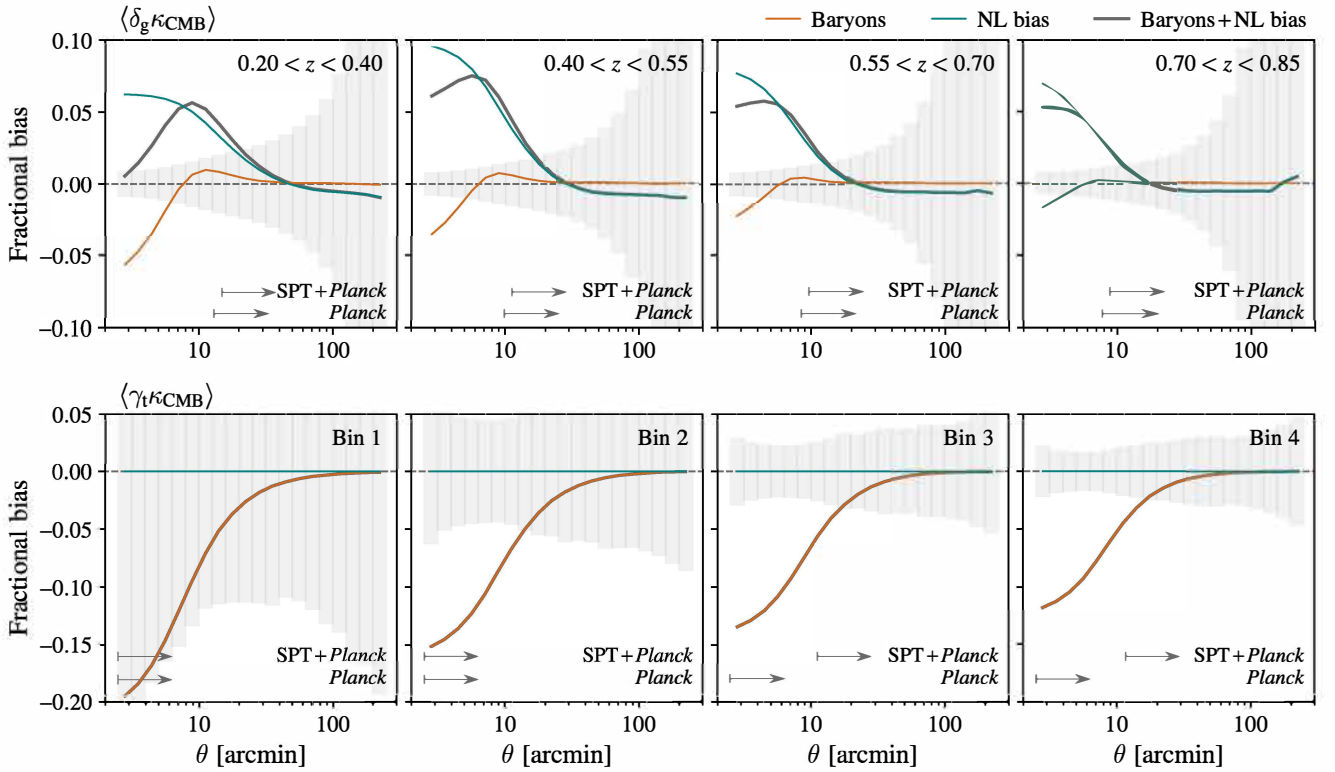 ⟨δgκCMB⟩
Baryons NL bias Baryons+NL bias
0.10
0.05
0.00
−0.05
−0.10
Fractional bias
0.20 < z < 0.40
SPT+Planck
Planck
10 100
0.40 < z < 0.55
SPT+Planck
Planck
10 100
0.55 < z < 0.70
SPT+Planck
Planck
10 100
0.70 < z < 0.85
SPT+Planck
Planck
10 100
⟨γtκCMB⟩
0.05
0.00
−0.05
−0.10
−0.15
−0.20
Fractional bias
Bin 1
SPT+Planck
Planck
10 100
θ [arcmin]
Bin 2
SPT+Planck
Planck
10 100
θ [arcmin]
Bin 3
SPT+Planck
Planck
10 100
θ [arcmin]
Bin 4
SPT+Planck
Planck
10 100
θ [arcmin]